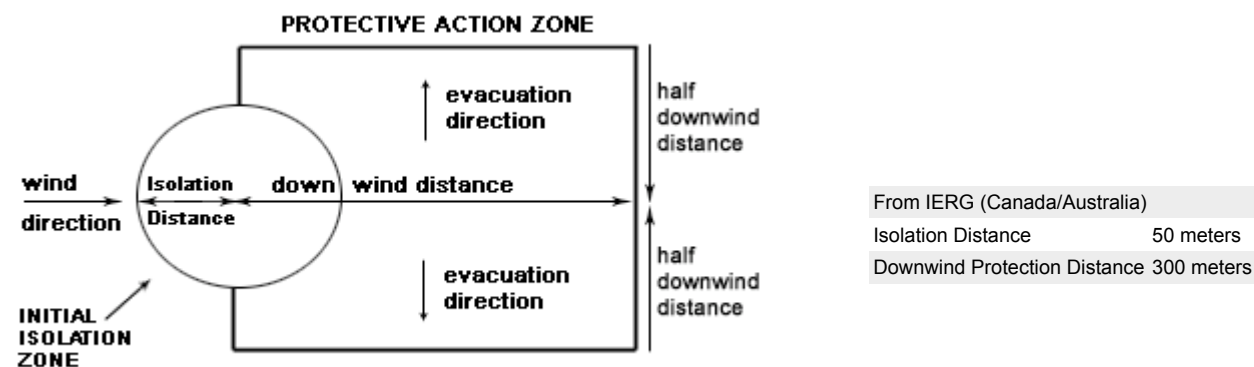 PROTECTIVE ACTION ZONE
evacuation
direction
half
downwind
distance
wind
direction
Isolation
Distance
down wind distance
evacuation
direction
half
downwind
distance
INITIAL
ISOLATION
ZONE
From IERG (Canada/Australia)
Isolation Distance 50 meters
Downwind Protection Distance 300 meters